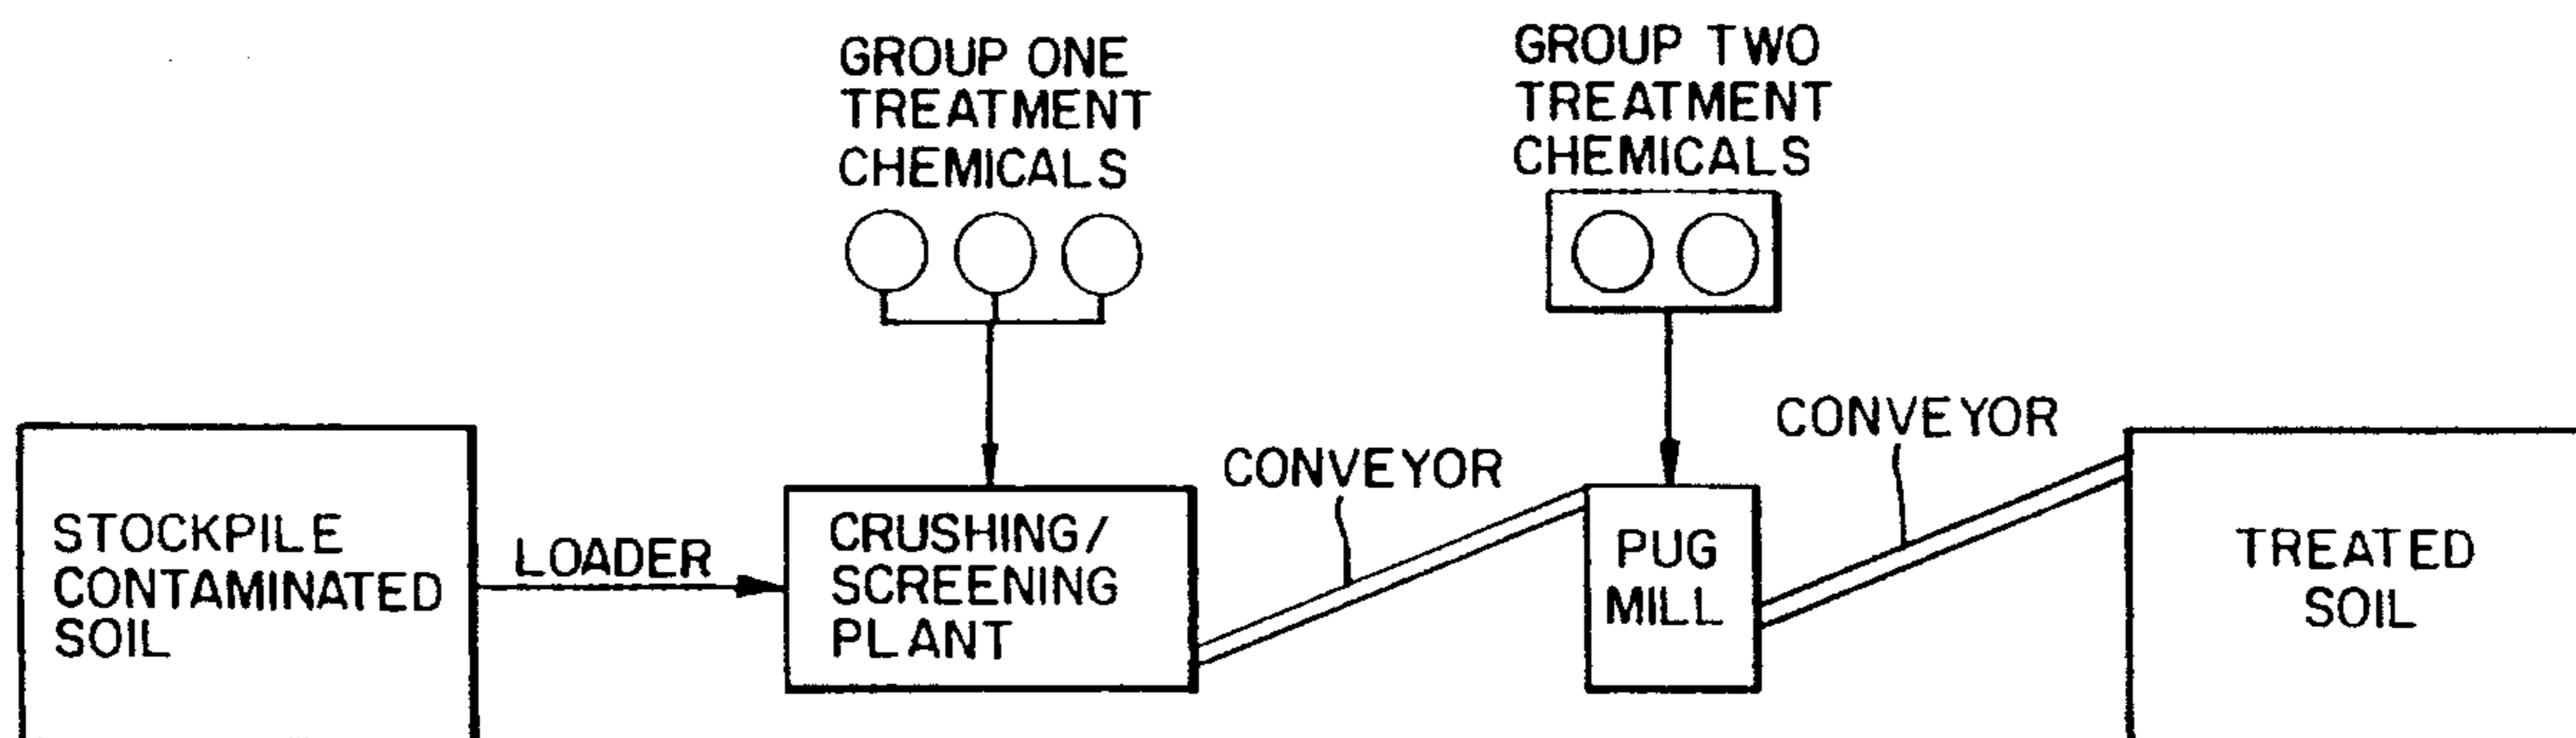 GROUP ONE
TREATMENT
CHEMICALS
GROUP TWO
TREATMENT
CHEMICALS
STOCKPILE
CONTAMINATED
SOIL
LOADER
CRUSHING/
SCREENING
PLANT
CONVEYOR
PUG
MILL
CONVEYOR
TREATED
SOIL